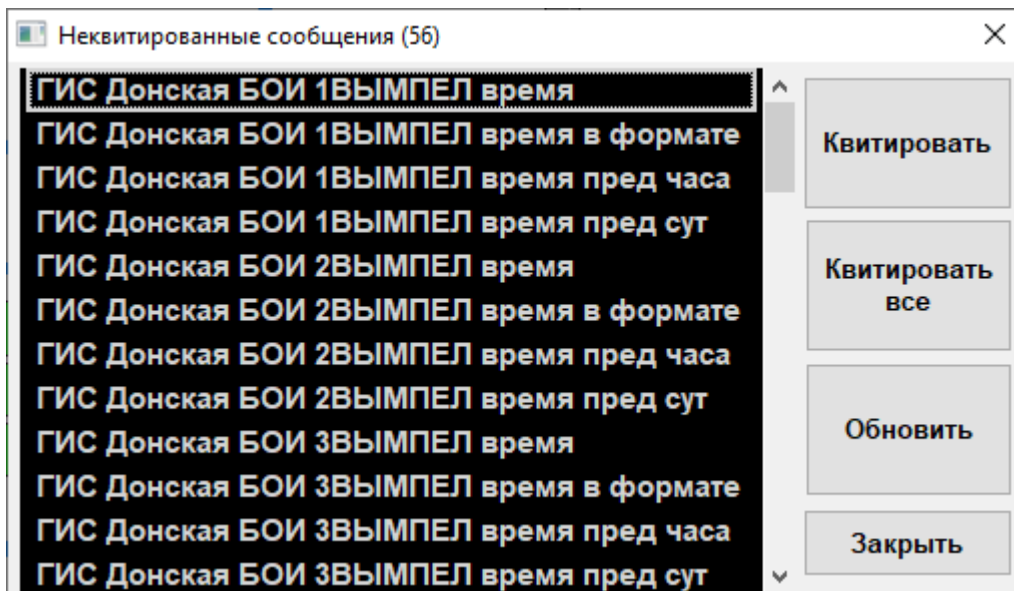 Неквитированные сообщения (56)
ГИС Донская БОИ 1ВЫМПЕЛ время
ГИС Донская БОИ 1ВЫМПЕЛ время в формате
ГИС Донская БОИ 1ВЫМПЕЛ время пред часа
ГИС Донская БОИ 1ВЫМПЕЛ время пред сут
ГИС Донская БОИ 2ВЫМПЕЛ время
ГИС Донская БОИ 2ВЫМПЕЛ время в формате
ГИС Донская БОИ 2ВЫМПЕЛ время пред часа
ГИС Донская БОИ 2ВЫМПЕЛ время пред сут
ГИС Донская БОИ 3ВЫМПЕЛ время
ГИС Донская БОИ 3ВЫМПЕЛ время в формате
ГИС Донская БОИ 3ВЫМПЕЛ время пред часа
ГИС Донская БОИ 3ВЫМПЕЛ время пред сут
Квитировать
Квитировать
все
Обновить
Закрыть